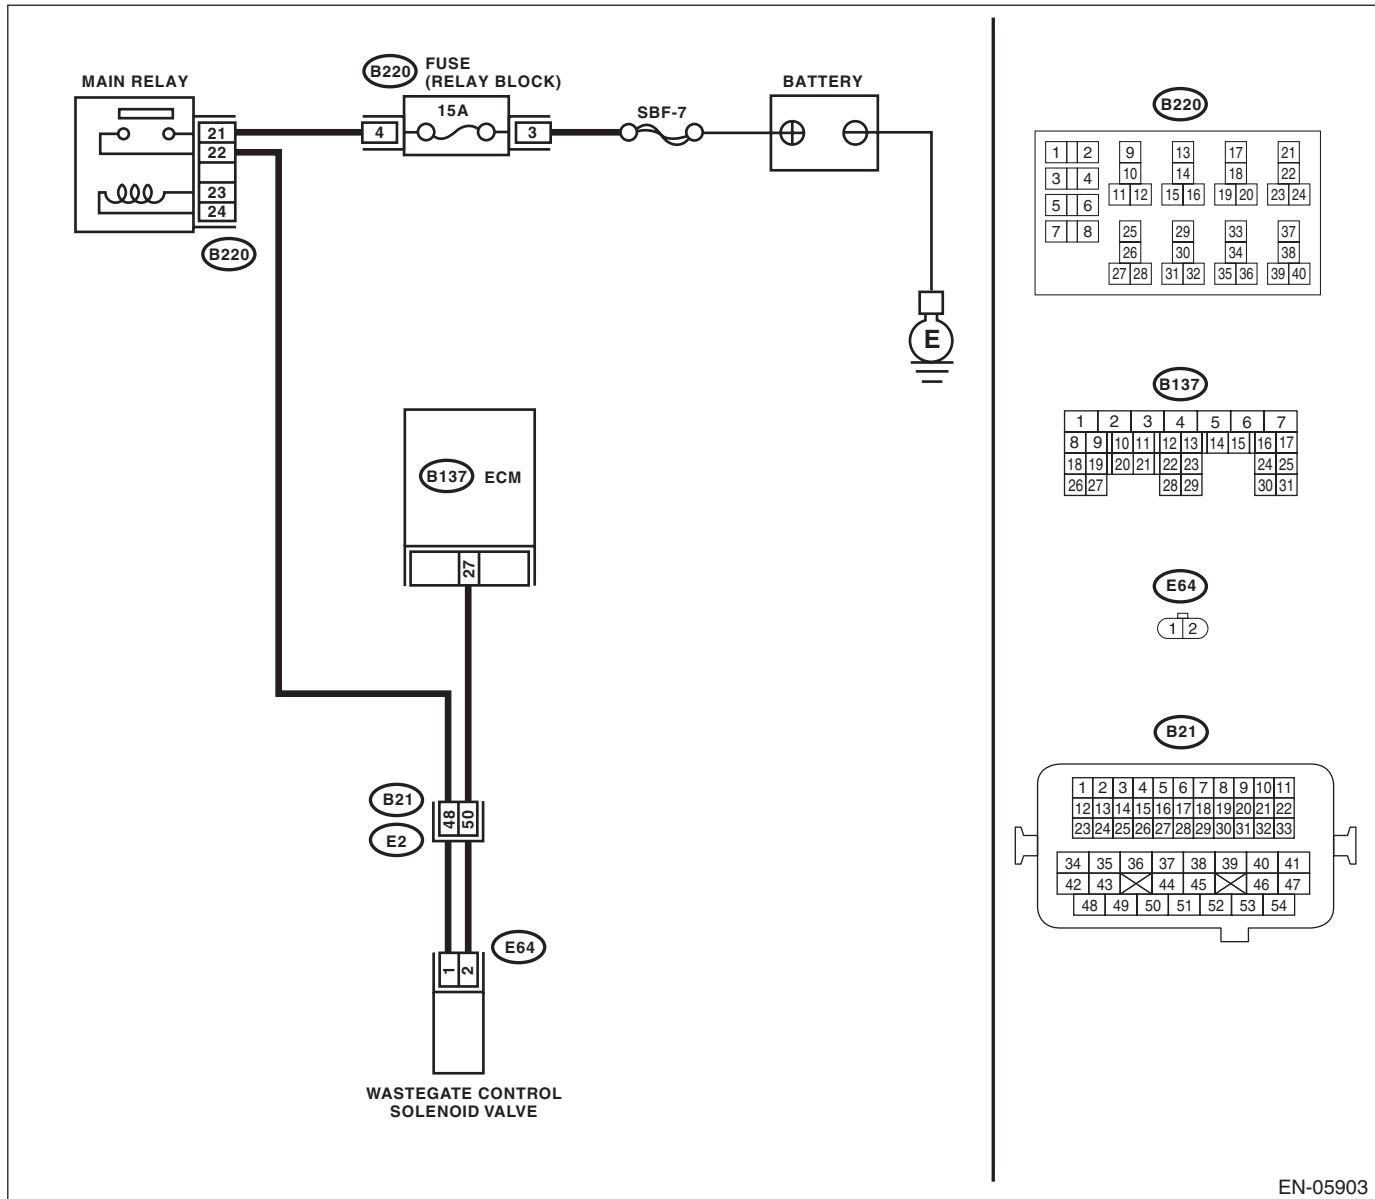 MAIN RELAY
B220
FUSE
(RELAY BLOCK)
15A
4
3
SBF-7
BATTERY
21
22
23
24
B220
E
B137 ECM
27
B21
E2
48 50
E64
1 2
WASTEGATE CONTROL
SOLENOID VALVE
B220
1 2 9 13 17 21
3 4 10 14 18 22
11 12 15 16 19 20 23 24
5 6
7 8 25 29 33 37
26 30 34 38
27 28 31 32 35 36 39 40
B137
1 2 3 4 5 6 7
8 9 10 11 12 13 14 15 16 17
18 19 20 21 22 23 24 25
26 27 28 29 30 31
E64
1 2
B21
1 2 3 4 5 6 7 8 9 10 11
12 13 14 15 16 17 18 19 20 21 22
23 24 25 26 27 28 29 30 31 32 33
34 35 36 37 38 39 40 41
42 43 44 45 46 47
48 49 50 51 52 53 54
EN-05903